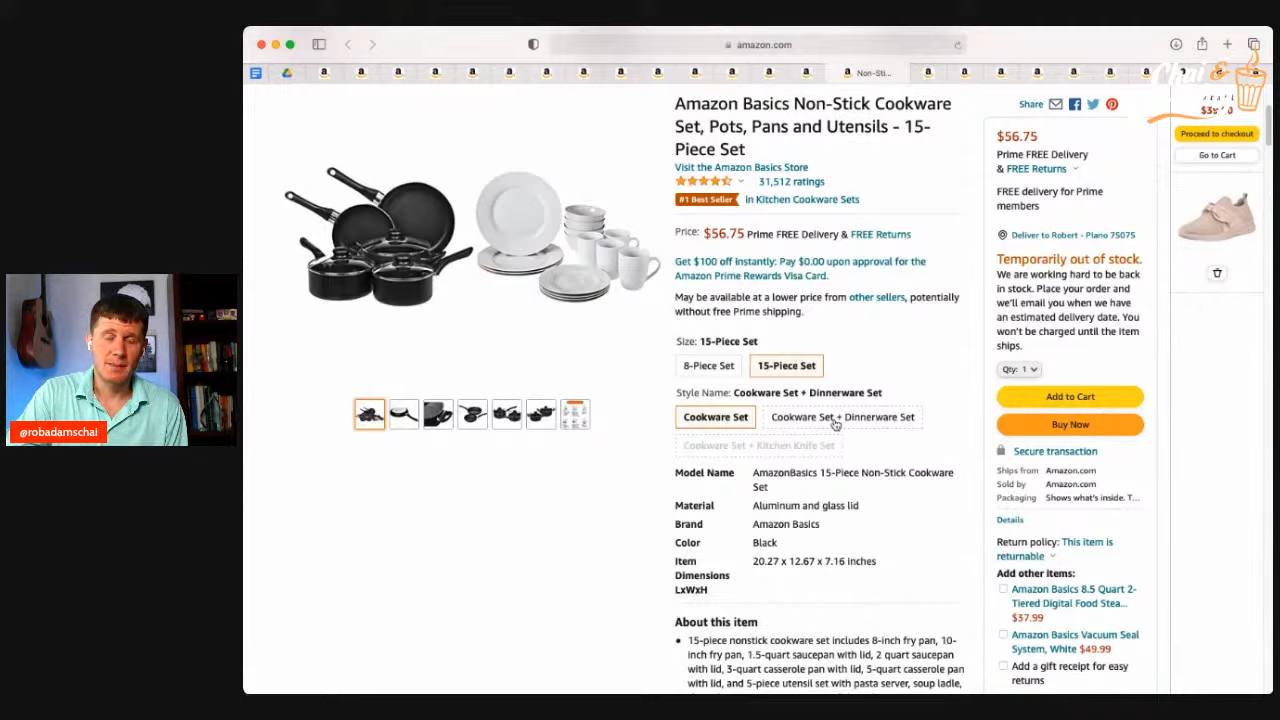 amazon.com
Non-Sti...
Chai &
Amazon Basics Non-Stick Cookware
Set, Pots, Pans and Utensils - 15-
Piece Set
Visit the Amazon Basics Store
31,512 ratings
#1 Best Seller in Kitchen Cookware Sets
Price: $56.75 Prime FREE Delivery & FREE Returns
Get $100 off instantly: Pay $0.00 upon approval for the
Amazon Prime Rewards Visa Card.
May be available at a lower price from other sellers, potentially
without free Prime shipping.
Size: 15-Piece Set
8-Piece Set
15-Piece Set
Style Name: Cookware Set + Dinnerware Set
Cookware Set
Cookware Set + Dinnerware Set
Cookware Set + Kitchen Knife Set
Model Name AmazonBasics 15-Piece Non-Stick Cookware
Set
Material Aluminum and glass lid
Brand Amazon Basics
Color Black
Item 20.27 x 12.67 x 7.16 inches
Dimensions
LxWxH
About this item
• 15-piece nonstick cookware set includes 8-inch fry pan, 10-
inch fry pan, 1.5-quart saucepan with lid, 2 quart saucepan
with lid, 3-quart casserole pan with lid, 5-quart casserole pan
with lid, and 5-piece utensil set with pasta server, soup ladle,
Share
$56.75
Prime FREE Delivery
& FREE Returns
FREE delivery for Prime
members
Deliver to Robert - Plano 75075
Temporarily out of stock.
We are working hard to be back
in stock. Place your order and
we'll email you when we have
an estimated delivery date. You
won't be charged until the item
ships.
Qty: 1
Add to Cart
Buy Now
Secure transaction
Ships from Amazon.com
Sold by Amazon.com
Packaging Shows what's inside. T...
Details
Return policy: This item is
returnable
Add other items:
Amazon Basics 8.5 Quart 2-
Tiered Digital Food Stea...
$37.99
Amazon Basics Vacuum Seal
System, White $49.99
Add a gift receipt for easy
returns
Proceed to checkout
Go to Cart
@robadamschai